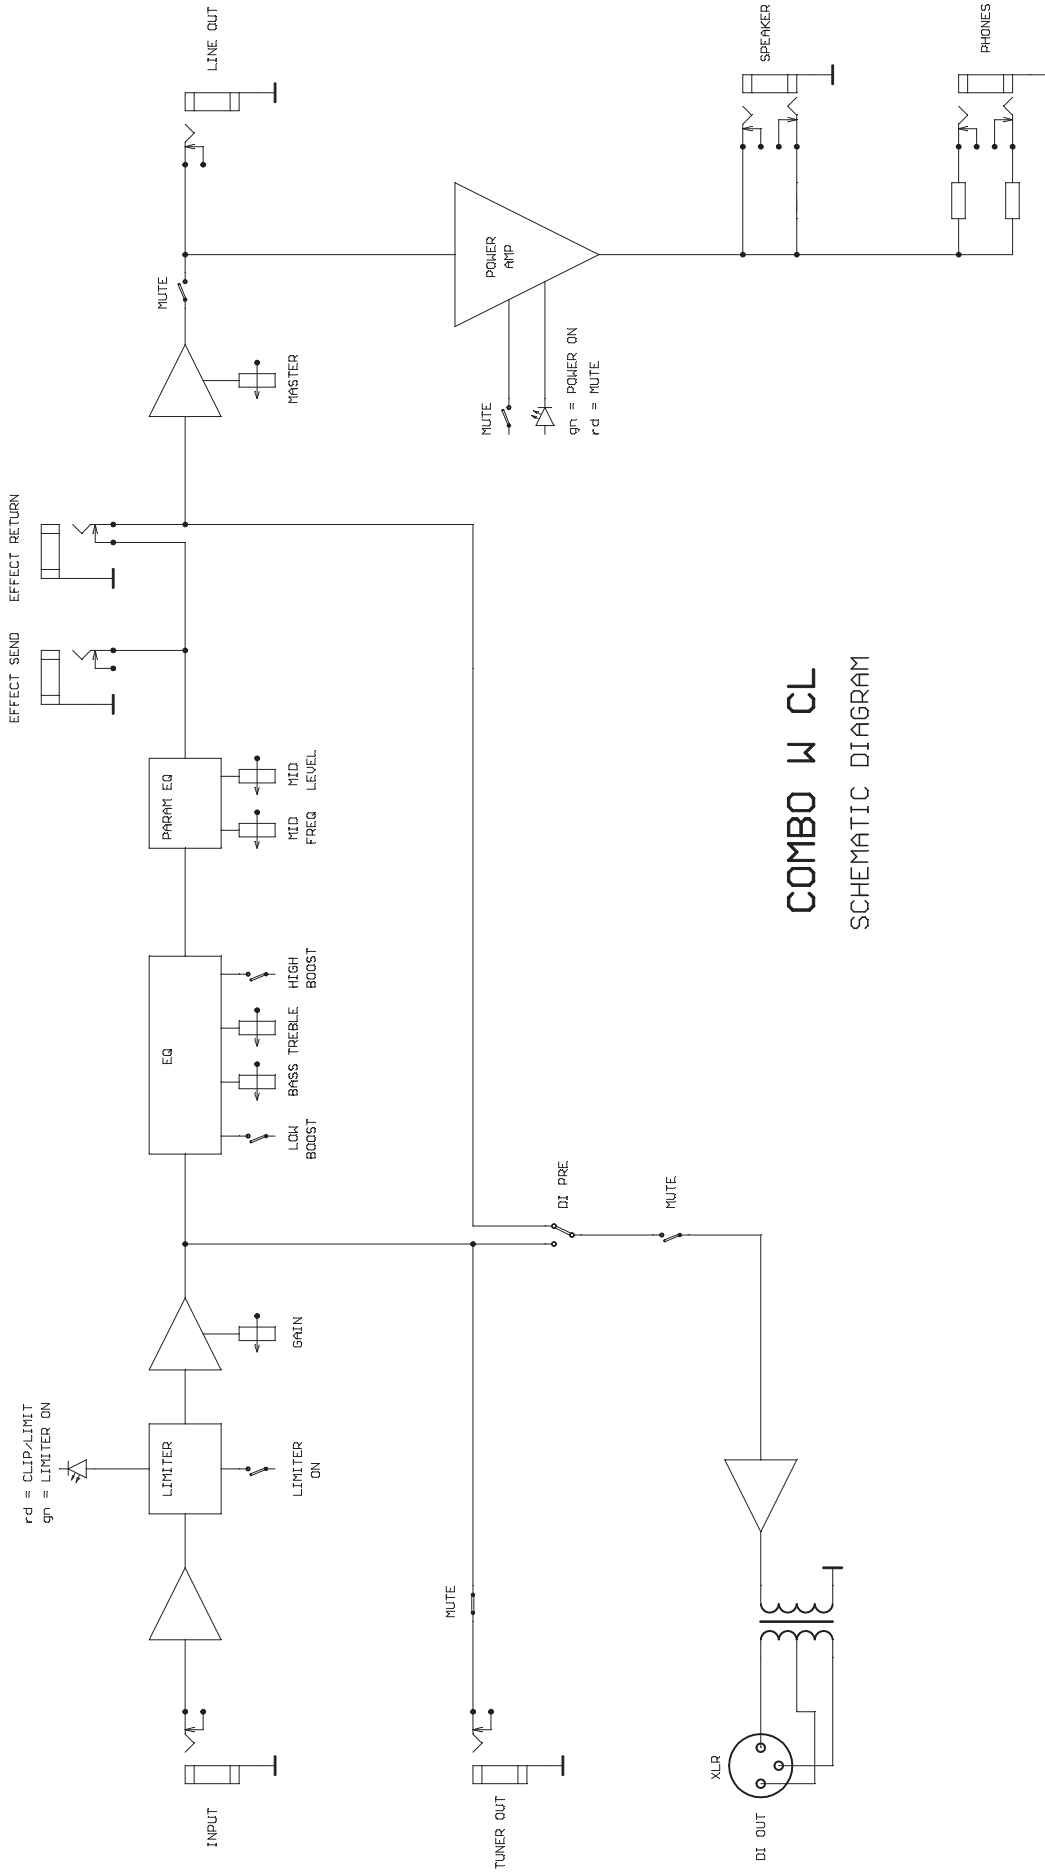 INPUT
rd = CLIP/LIMIT
gn = LIMITER ON
LIMITER
LIMITER
ON
GAIN
EQ
LOW
BOOST
BASS TREBLE
HIGH
BOOST
PARAM EQ
MID
FREQ
MID
LEVEL
EFFECT SEND
EFFECT RETURN
MASTER
MUTE
LINE OUT
TUNER OUT
MUTE
DI PRE
MUTE
DI OUT
XLR
MUTE
gn = POWER ON
rd = MUTE
POWER
AMP
SPEAKER
PHONES
COMBO W CL
SCHEMATIC DIAGRAM